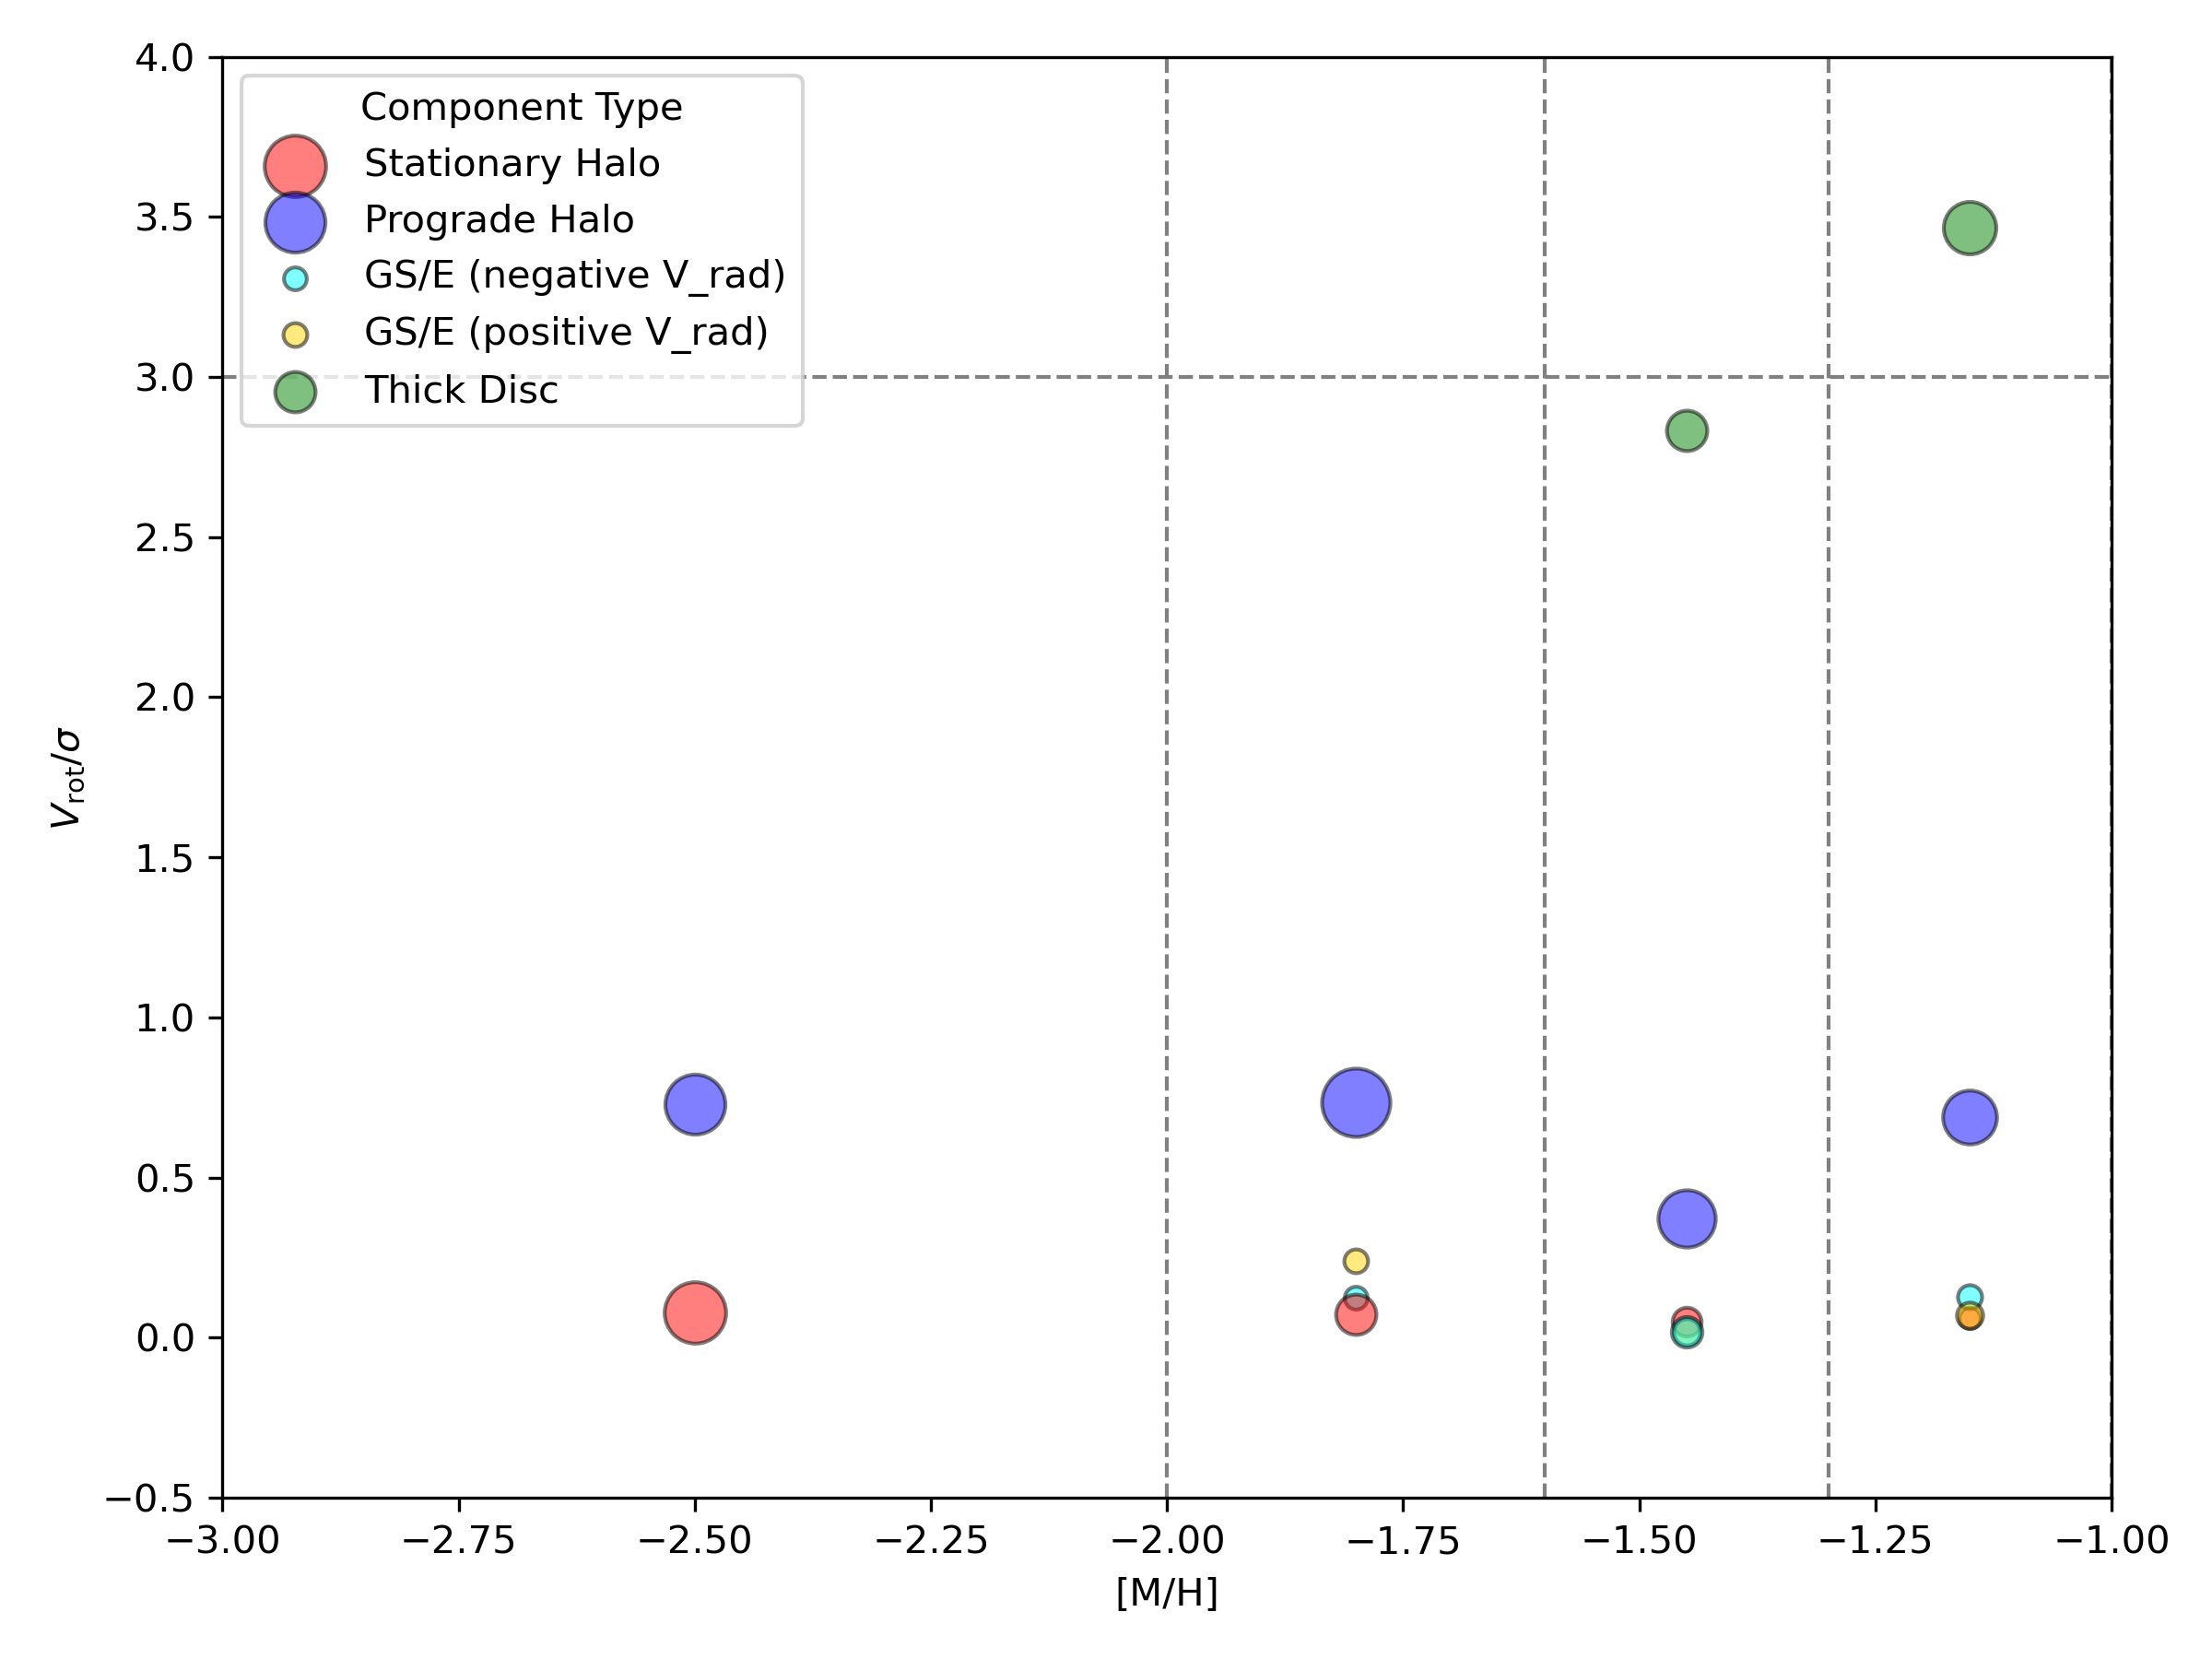 4.0
3.5
3.0
2.5
2.0
1.5
1.0
0.5
0.0
−0.5
V_rot/σ
Component Type
Stationary Halo
Prograde Halo
GS/E (negative V_rad)
GS/E (positive V_rad)
Thick Disc
−3.00 −2.75 −2.50 −2.25 −2.00 −1.75 −1.50 −1.25 −1.00
[M/H]